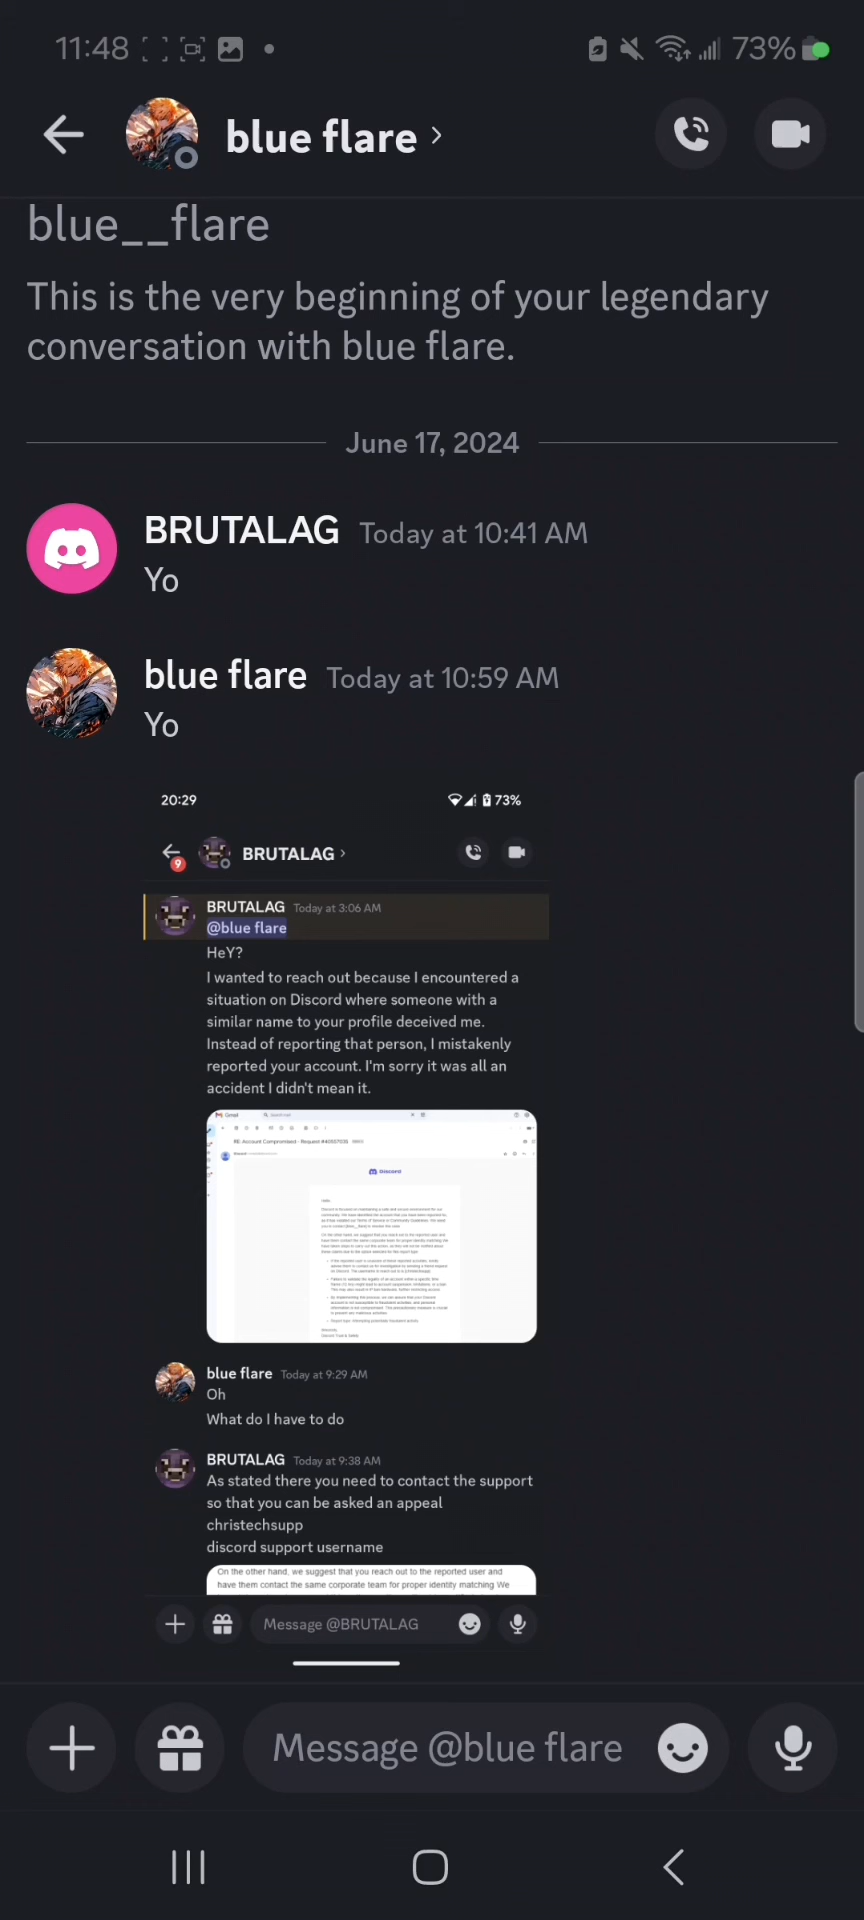 11:48
73%
blue flare
blue__flare
This is the very beginning of your legendary
conversation with blue flare.
June 17, 2024
BRUTALAG Today at 10:41 AM
Yo
blue flare Today at 10:59 AM
Yo
20:29
73%
9
BRUTALAG
BRUTALAG Today at 3:06 AM
@blue flare
HeY?
I wanted to reach out because I encountered a
situation on Discord where someone with a
similar name to your profile deceived me.
Instead of reporting that person, I mistakenly
reported your account. I'm sorry it was all an
accident I didn't mean it.
Gmail
RE: Account Compromised - Request
Discord
blue flare Today at 9:29 AM
Oh
What do I have to do
BRUTALAG Today at 9:38 AM
As stated there you need to contact the support
so that you can be asked an appeal
christechsupp
discord support username
On the other hand, we suggest that you reach out to the reported user and
have them contact the same corporate team for proper identity matching We
Message @BRUTALAG
Message @blue flare